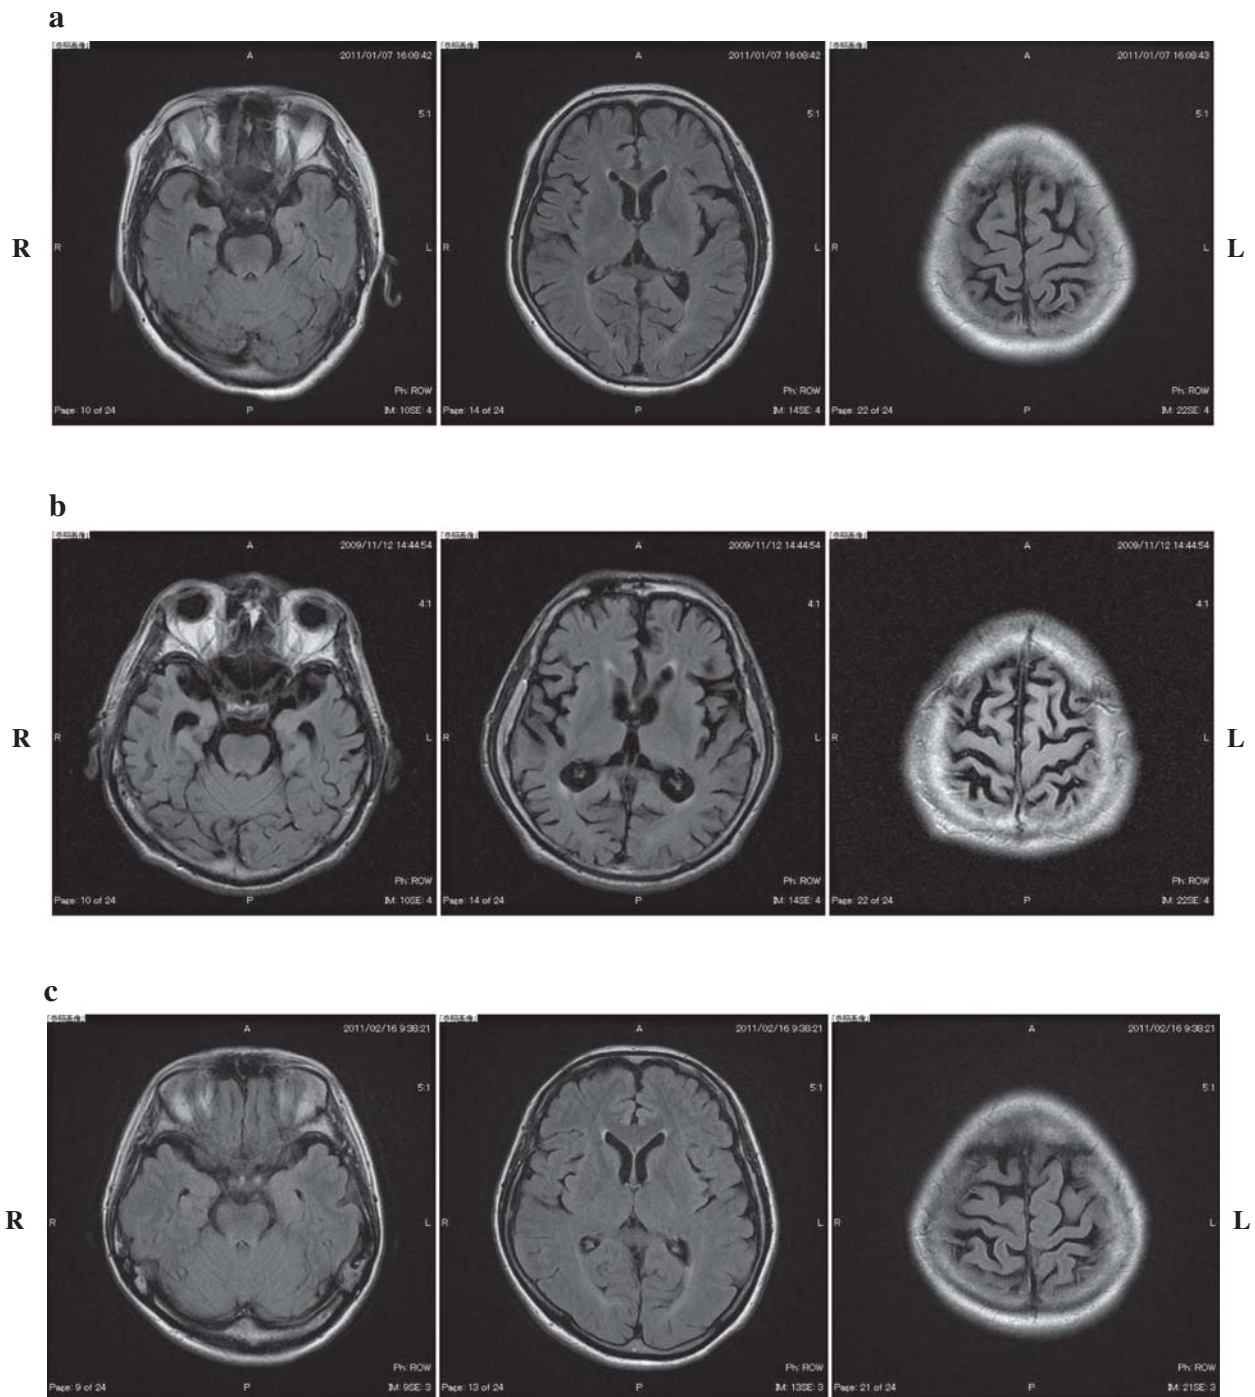 a
A
2011/01/07 16:08:42
5:1
R
L
Ph: ROW
Page: 10 of 24
P
IM: 10SE: 4
A
2011/01/07 16:08:42
5:1
R
L
Ph: ROW
Page: 14 of 24
P
IM: 14SE: 4
A
2011/01/07 16:08:43
5:1
R
L
Ph: ROW
Page: 22 of 24
P
IM: 22SE: 4
R
L
b
A
2009/11/12 14:44:54
4:1
R
L
Ph: ROW
Page: 10 of 24
P
IM: 10SE: 4
A
2009/11/12 14:44:54
4:1
R
L
Ph: ROW
Page: 14 of 24
P
IM: 14SE: 4
A
2009/11/12 14:44:54
4:1
R
L
Ph: ROW
Page: 22 of 24
P
IM: 22SE: 4
R
L
c
A
2011/02/16 9:38:21
5:1
R
L
Ph: ROW
Page: 9 of 24
P
IM: 9SE: 3
A
2011/02/16 9:38:21
5:1
R
L
Ph: ROW
Page: 13 of 24
P
IM: 13SE: 3
A
2011/02/16 9:38:21
5:1
R
L
Ph: ROW
Page: 21 of 24
P
IM: 21SE: 3
R
L